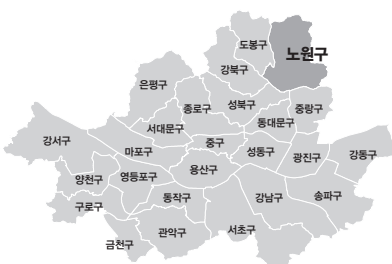 도봉구
노원구
강북구
은평구
성북구
중랑구
종로구
동대문구
서대문구
강서구
중구
마포구
성동구
강동구
광진구
용산구
양천구
영등포구
동작구
강남구
송파구
구로구
서초구
관악구
금천구